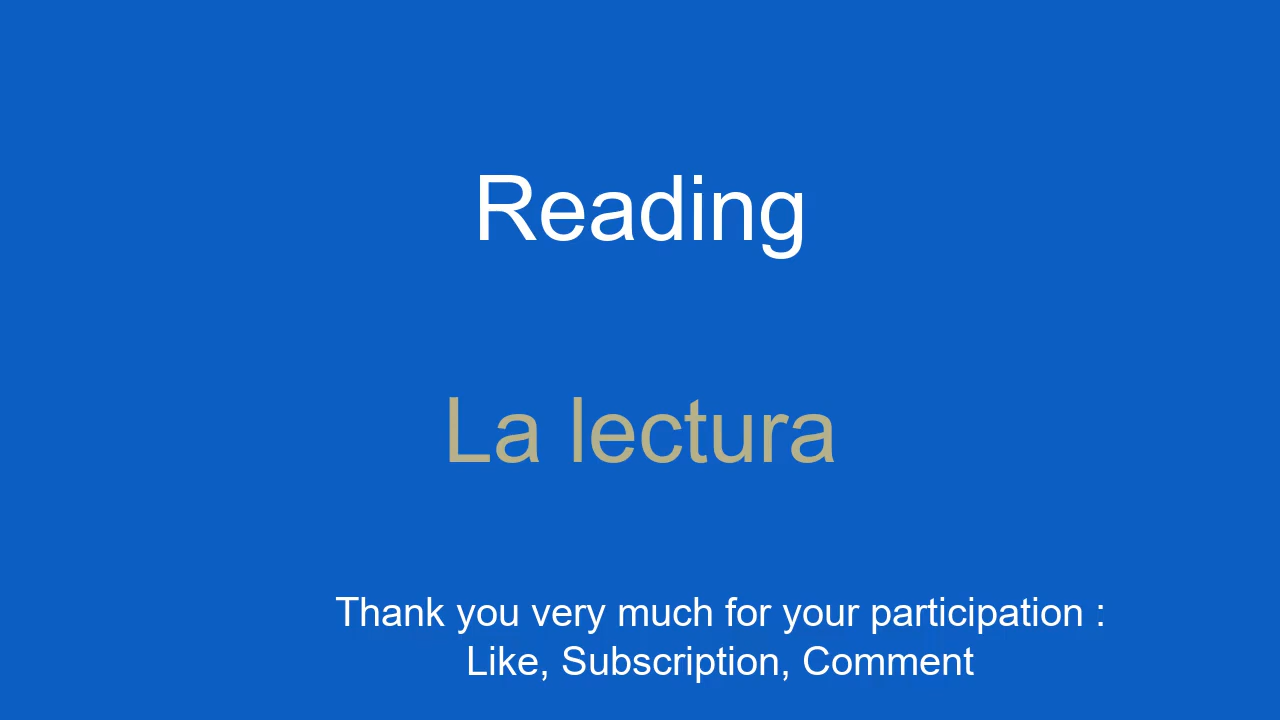 Reading
La lectura
Thank you very much for your participation :
Like, Subscription, Comment